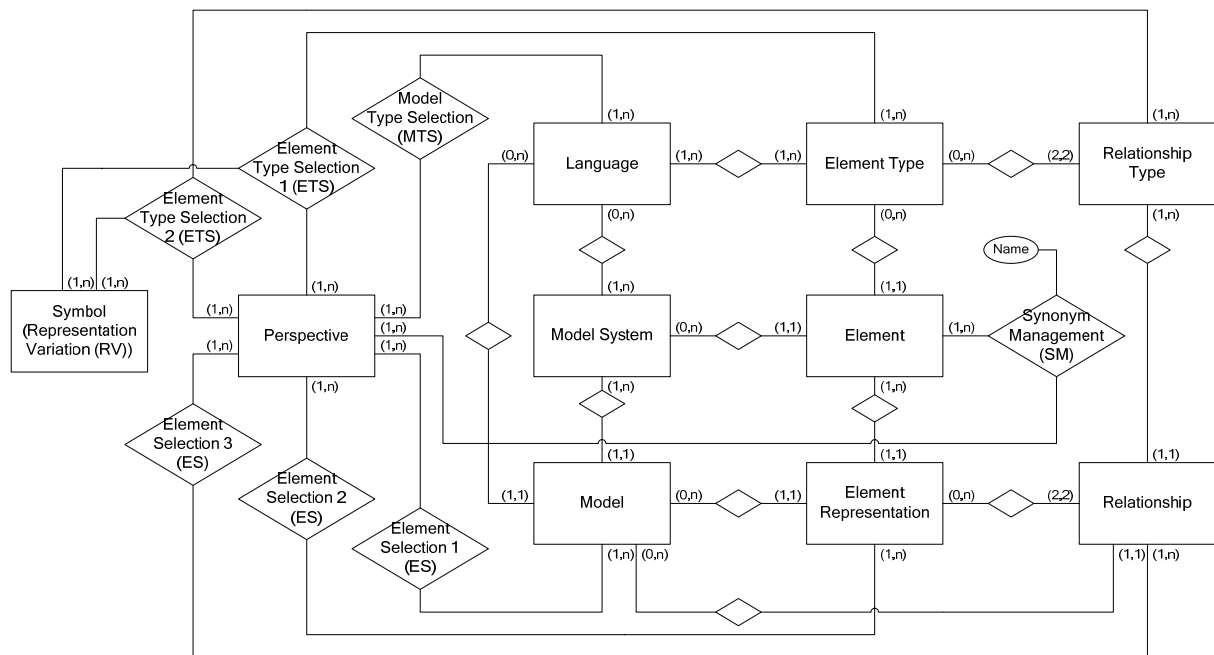 Model
Type Selection
(MTS)
Element
Type Selection
1 (ETS)
Element
Type Selection
2 (ETS)
(1,n)
(1,n)
(1,n)
(0,n)
Language
(1,n)
(1,n)
Element Type
(0,n)
(2,2)
Relationship
Type
(0,n)
(0,n)
(1,n)
Name
(1,n)
(1,n)
Symbol
(Representation
Variation (RV))
(1,n)
(1,n)
(1,n)
(1,n)
(1,n)
(1,n)
(1,n)
Perspective
(1,n)
(1,n)
(1,1)
Model System
(0,n)
(1,1)
Element
(1,n)
Synonym
Management
(SM)
(1,n)
(1,n)
Element
Selection 3
(ES)
Element
Selection 2
(ES)
Element
Selection 1
(ES)
(1,1)
(1,1)
(1,1)
(1,1)
Model
(0,n)
(1,1)
Element
Representation
(0,n)
(2,2)
Relationship
(1,n)
(0,n)
(1,n)
(1,1)
(1,n)